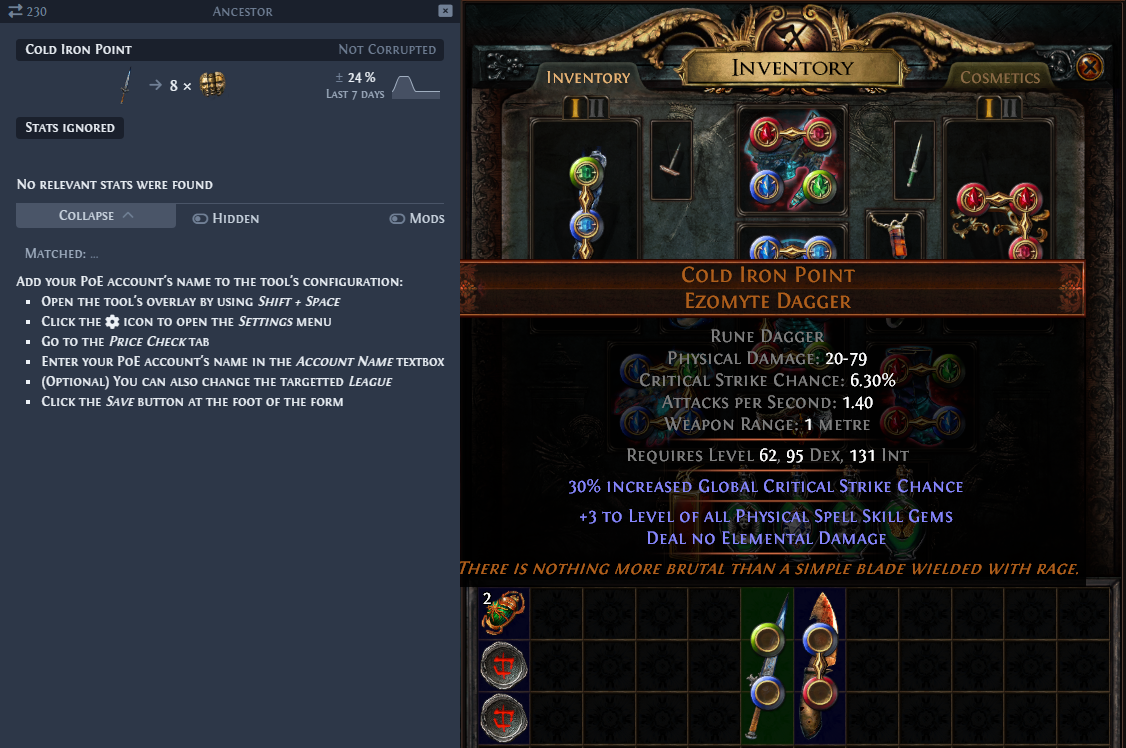 230
Ancestor
Cold Iron Point
Not Corrupted
8 ×
± 24 %
Last 7 days
Stats ignored
No relevant stats were found
Collapse
Hidden
Mods
Matched: ...
Add your PoE account's name to the tool's configuration:
Open the tool's overlay by using Shift + Space
Click the icon to open the Settings menu
Go to the Price Check tab
Enter your PoE account's name in the Account Name textbox
(Optional) You can also change the targetted League
Click the Save button at the foot of the form
Inventory
Inventory
Cosmetics
I II
I II
Cold Iron Point
Ezomyte Dagger
Rune Dagger
Physical Damage: 20-79
Critical Strike Chance: 6.30%
Attacks per Second: 1.40
Weapon Range: 1 Metre
Requires Level 62, 95 Dex, 131 Int
30% increased Global Critical Strike Chance
+3 to Level of all Physical Spell Skill Gems
Deal no Elemental Damage
There is nothing more brutal than a simple blade wielded with rage.
2